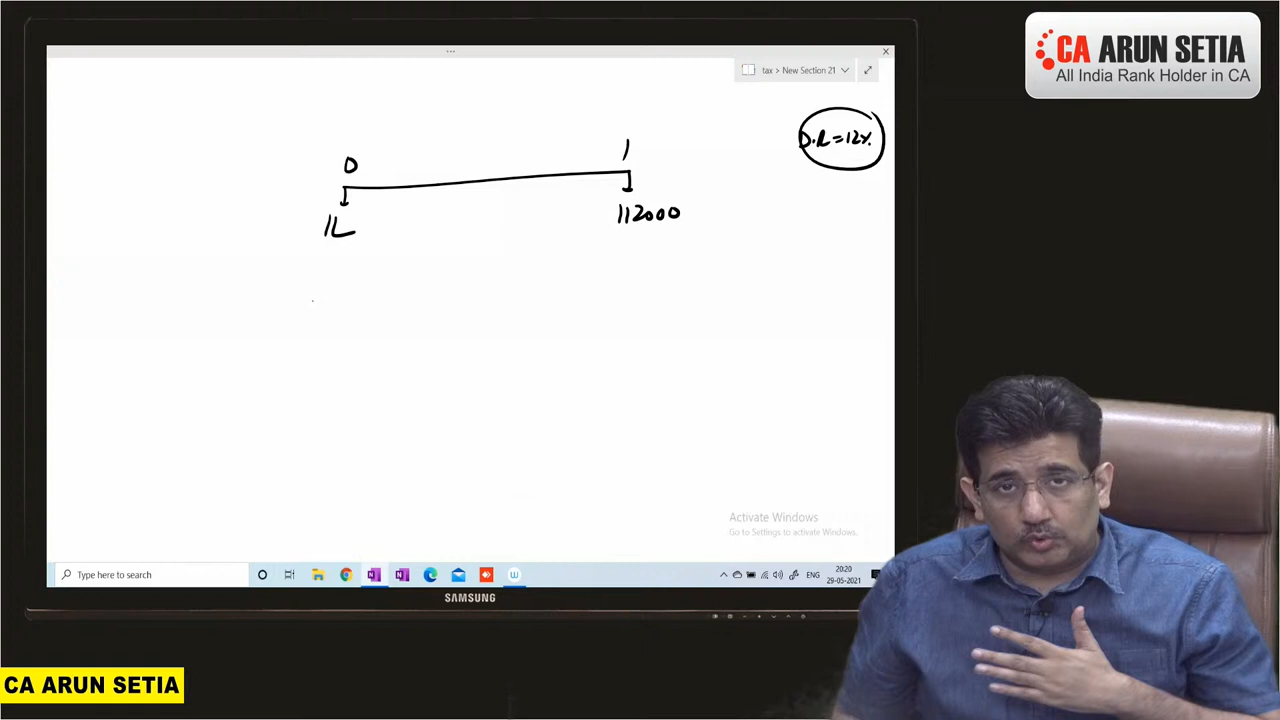 CA ARUN SETIA
All India Rank Holder in CA
tax > New Section 21
D.R = 12%
0
1
1L
112000
Activate Windows
Go to Settings to activate Windows.
Type here to search
ENG
20:20
29-05-2021
SAMSUNG
CA ARUN SETIA